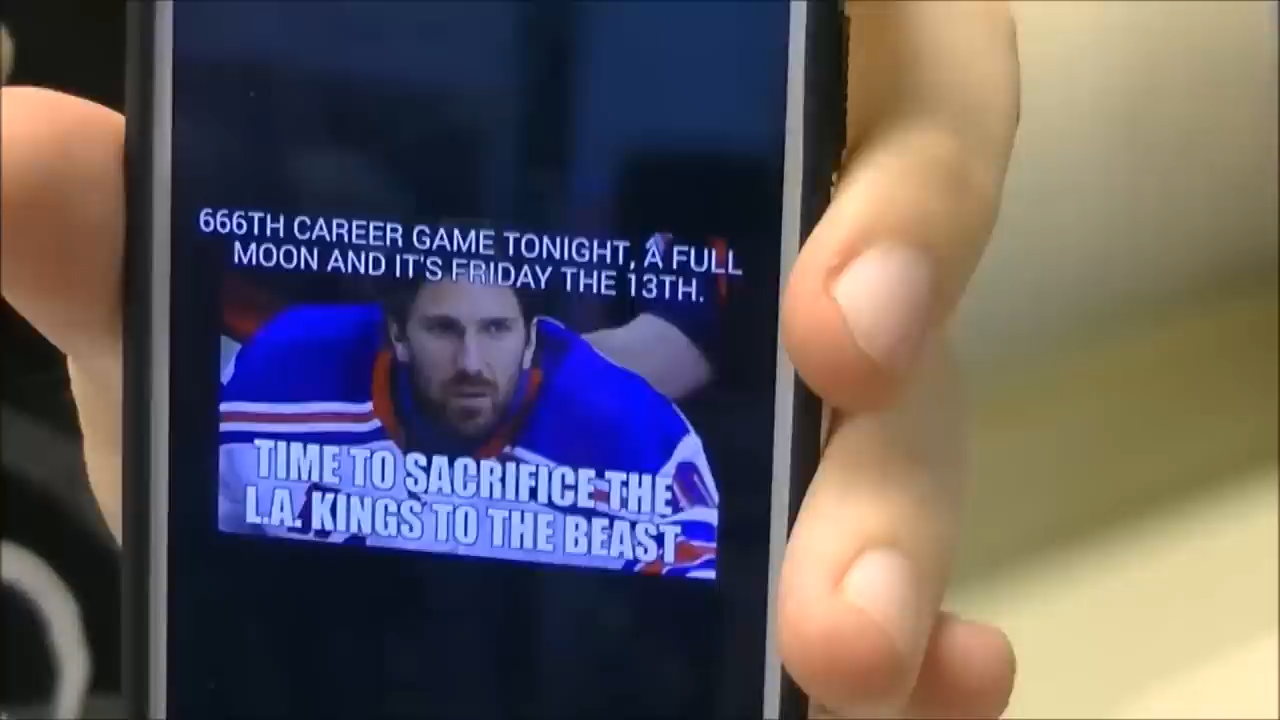 666TH CAREER GAME TONIGHT, A FULL
MOON AND IT'S FRIDAY THE 13TH.
TIME TO SACRIFICE THE
L.A. KINGS TO THE BEAST